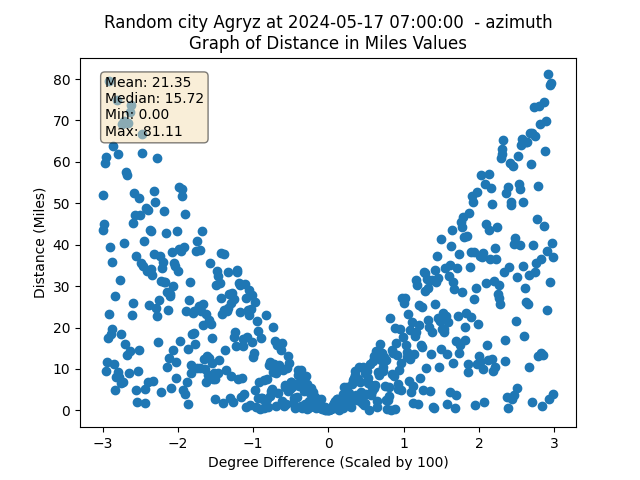 Random city Agryz at 2024-05-17 07:00:00  - azimuth
Graph of Distance in Miles Values
Mean: 21.35
Median: 15.72
Min: 0.00
Max: 81.11
Distance (Miles)
80
70
60
50
40
30
20
10
0
−3 −2 −1 0 1 2 3
Degree Difference (Scaled by 100)